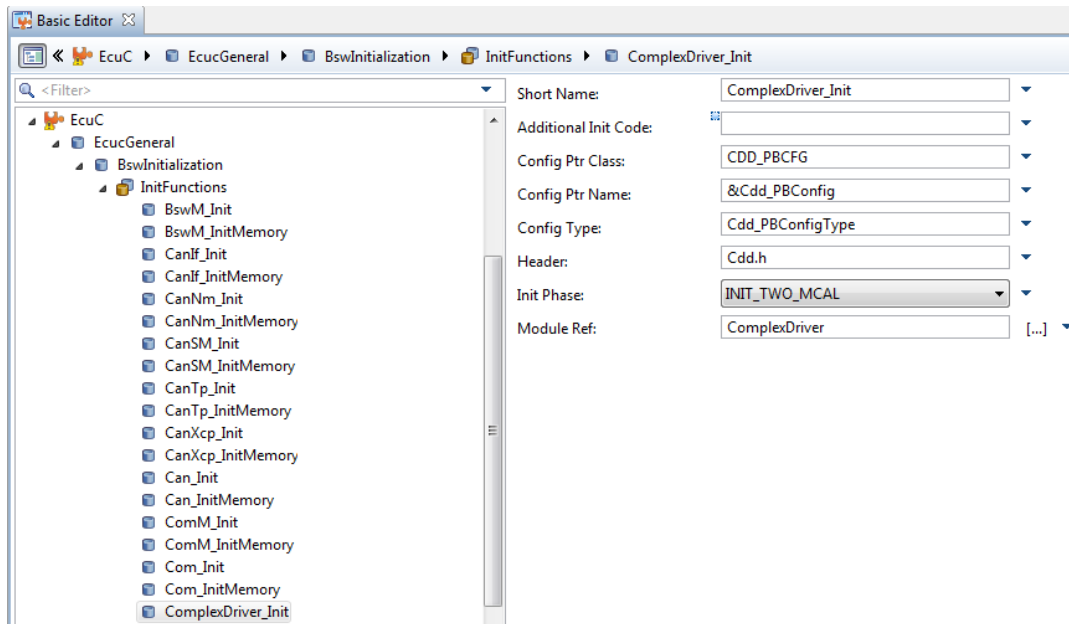 Basic Editor
EcuC EcucGeneral BswInitialization InitFunctions ComplexDriver_Init
<Filter>
EcuC
EcucGeneral
BswInitialization
InitFunctions
BswM_Init
BswM_InitMemory
CanIf_Init
CanIf_InitMemory
CanNm_Init
CanNm_InitMemory
CanSM_Init
CanSM_InitMemory
CanTp_Init
CanTp_InitMemory
CanXcp_Init
CanXcp_InitMemory
Can_Init
Can_InitMemory
ComM_Init
ComM_InitMemory
Com_Init
Com_InitMemory
ComplexDriver_Init
Short Name: ComplexDriver_Init
Additional Init Code:
Config Ptr Class: CDD_PBCFG
Config Ptr Name: &Cdd_PBConfig
Config Type: Cdd_PBConfigType
Header: Cdd.h
Init Phase: INIT_TWO_MCAL
Module Ref: ComplexDriver [...]